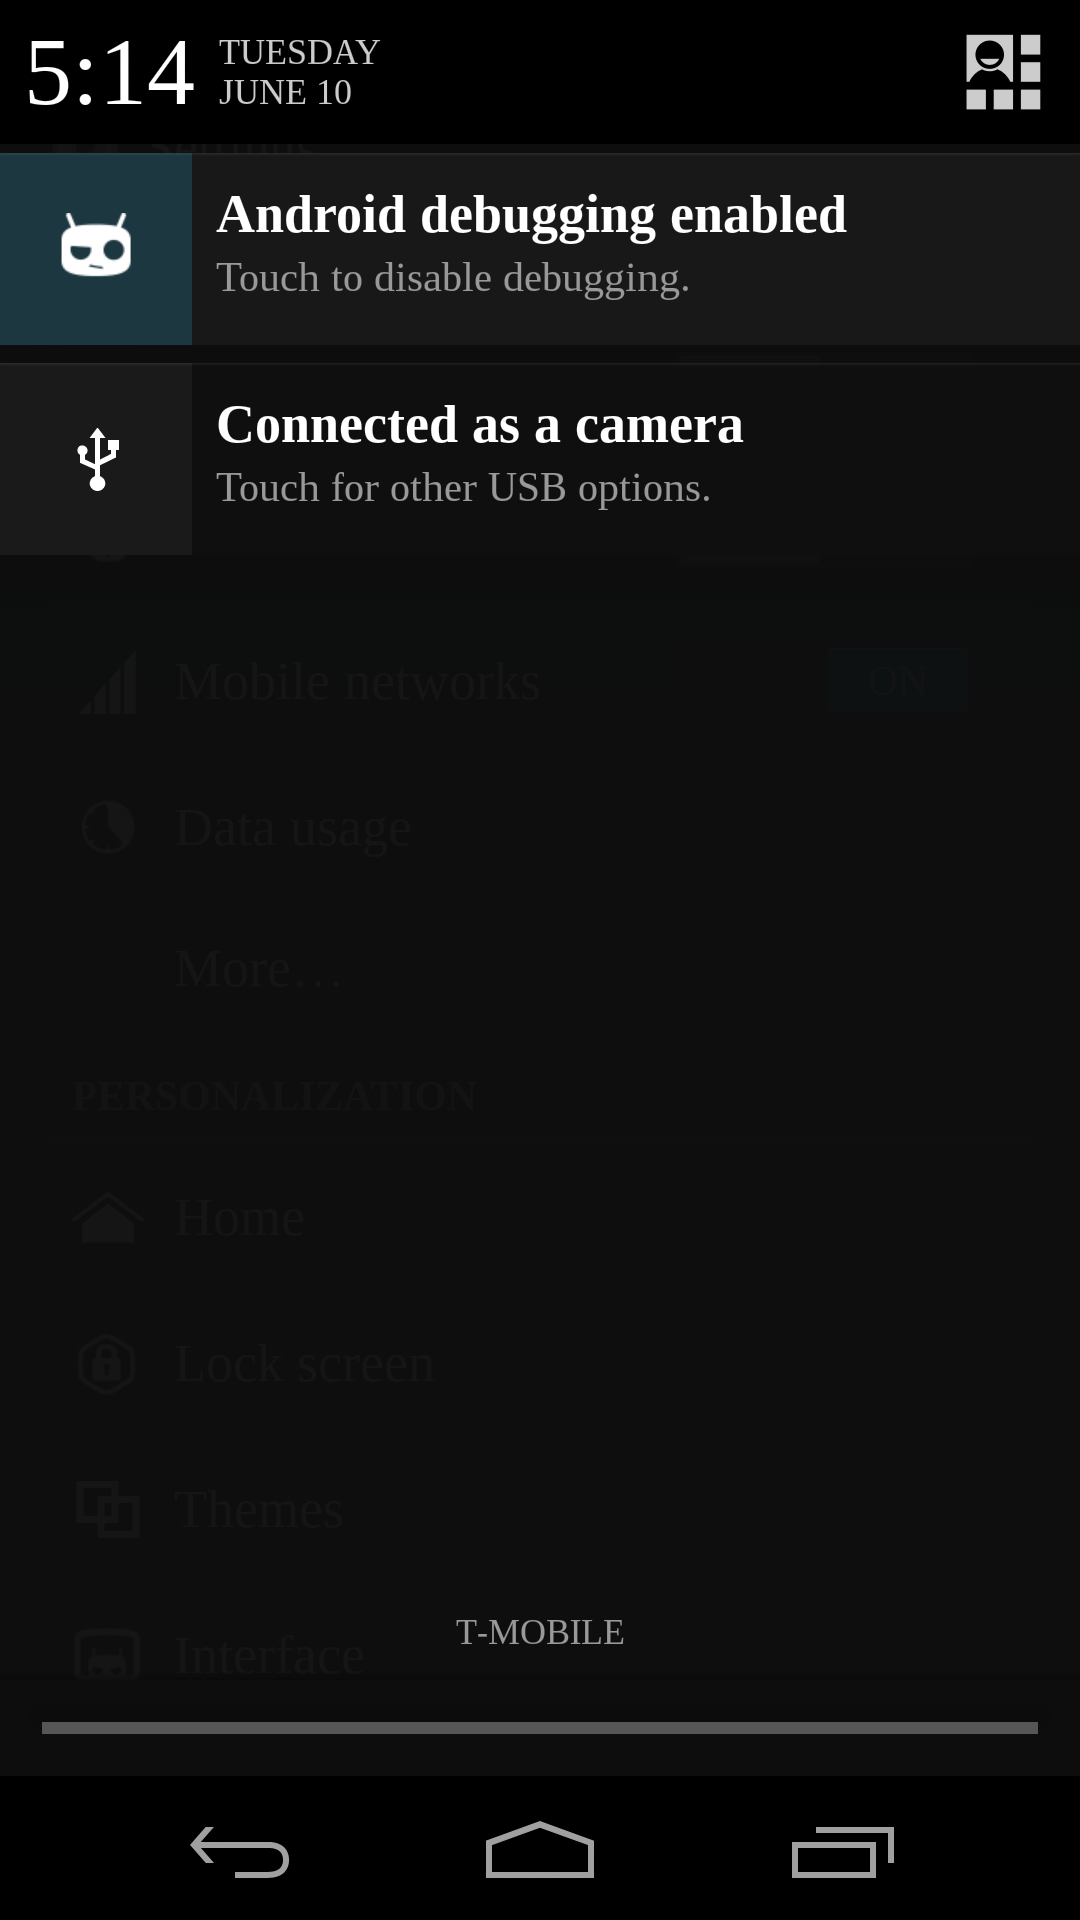 5:14
TUESDAY
JUNE 10
Settings
Android debugging enabled
Touch to disable debugging.
Connected as a camera
Touch for other USB options.
Mobile networks
ON
Data usage
More…
PERSONALIZATION
Home
Lock screen
Themes
T-MOBILE
Interface